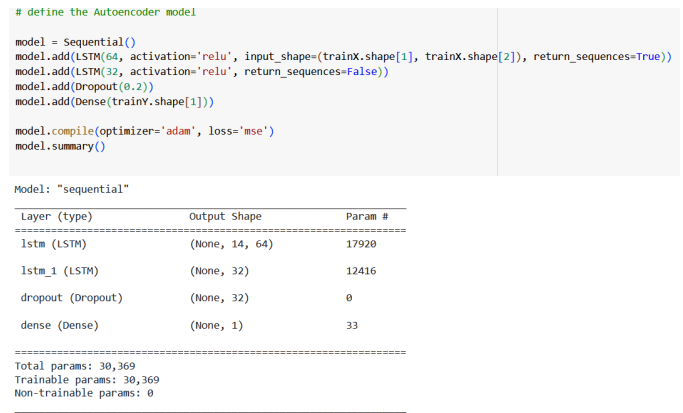 # define the Autoencoder model
model = Sequential()
model.add(LSTM(64, activation='relu', input_shape=(trainX.shape[1], trainX.shape[2]), return_sequences=True))
model.add(LSTM(32, activation='relu', return_sequences=False))
model.add(Dropout(0.2))
model.add(Dense(trainY.shape[1]))
model.compile(optimizer='adam', loss='mse')
model.summary()
Model: "sequential"
_________________________________________________________________
Layer (type) Output Shape Param #
=================================================================
lstm (LSTM) (None, 14, 64) 17920
lstm_1 (LSTM) (None, 32) 12416
dropout (Dropout) (None, 32) 0
dense (Dense) (None, 1) 33
=================================================================
Total params: 30,369
Trainable params: 30,369
Non-trainable params: 0
_________________________________________________________________